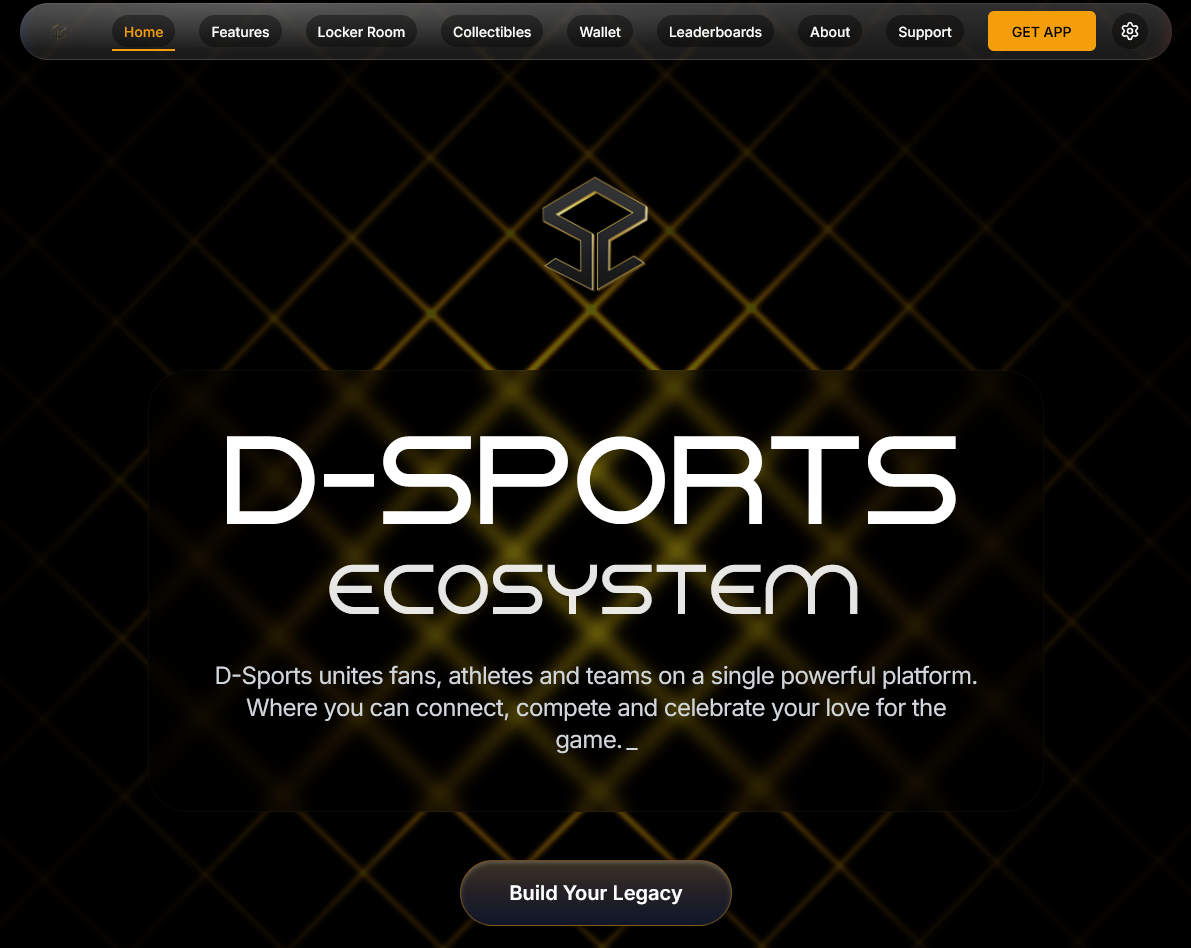 Home
Features
Locker Room
Collectibles
Wallet
Leaderboards
About
Support
GET APP
D-SPORTS
ECOSYSTEM
D-Sports unites fans, athletes and teams on a single powerful platform.
Where you can connect, compete and celebrate your love for the
game._
Build Your Legacy